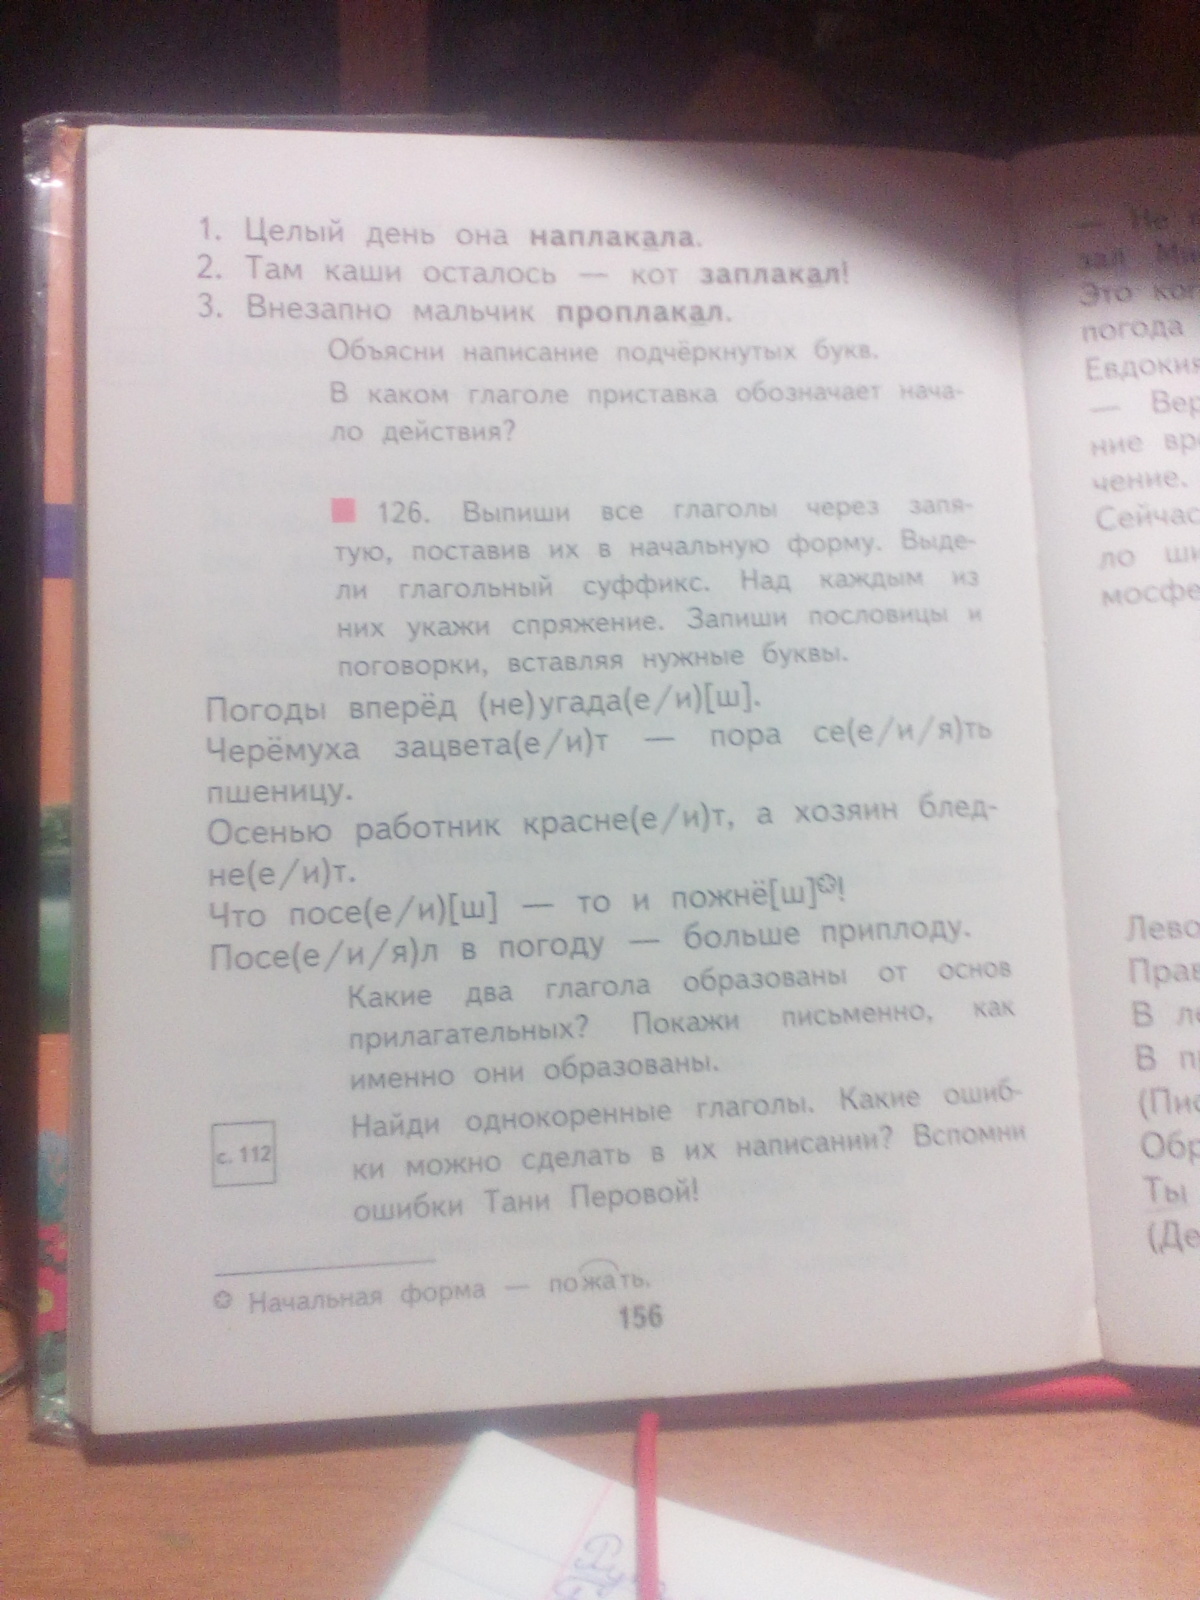 1. Целый день она наплакала.
2. Там каши осталось — кот заплакал!
3. Внезапно мальчик проплакал.
Объясни написание подчёркнутых букв.
В каком глаголе приставка обозначает нача-
ло действия?
126. Выпиши все глаголы через запя-
тую, поставив их в начальную форму. Выде-
ли глагольный суффикс. Над каждым из
них укажи спряжение. Запиши пословицы и
поговорки, вставляя нужные буквы.
Погоды вперёд (не)угада(е/и)[ш].
Черёмуха зацвета(е/и)т — пора се(е/и/я)ть
пшеницу.
Осенью работник красне(е/и)т, а хозяин блед-
не(е/и)т.
Что посе(е/и)[ш] — то и пожнё[ш]✪!
Посе(е/и/я)л в погоду — больше приплоду.
Какие два глагола образованы от основ
прилагательных? Покажи письменно, как
именно они образованы.
с. 112
Найди однокоренные глаголы. Какие ошиб-
ки можно сделать в их написании? Вспомни
ошибки Тани Перовой!
✪ Начальная форма — пожать.
156
— Не
зал
Это
погода
Евдокия
—
ние
чение.
Сейчас
ло
Лево
Прав
В
В
Ты